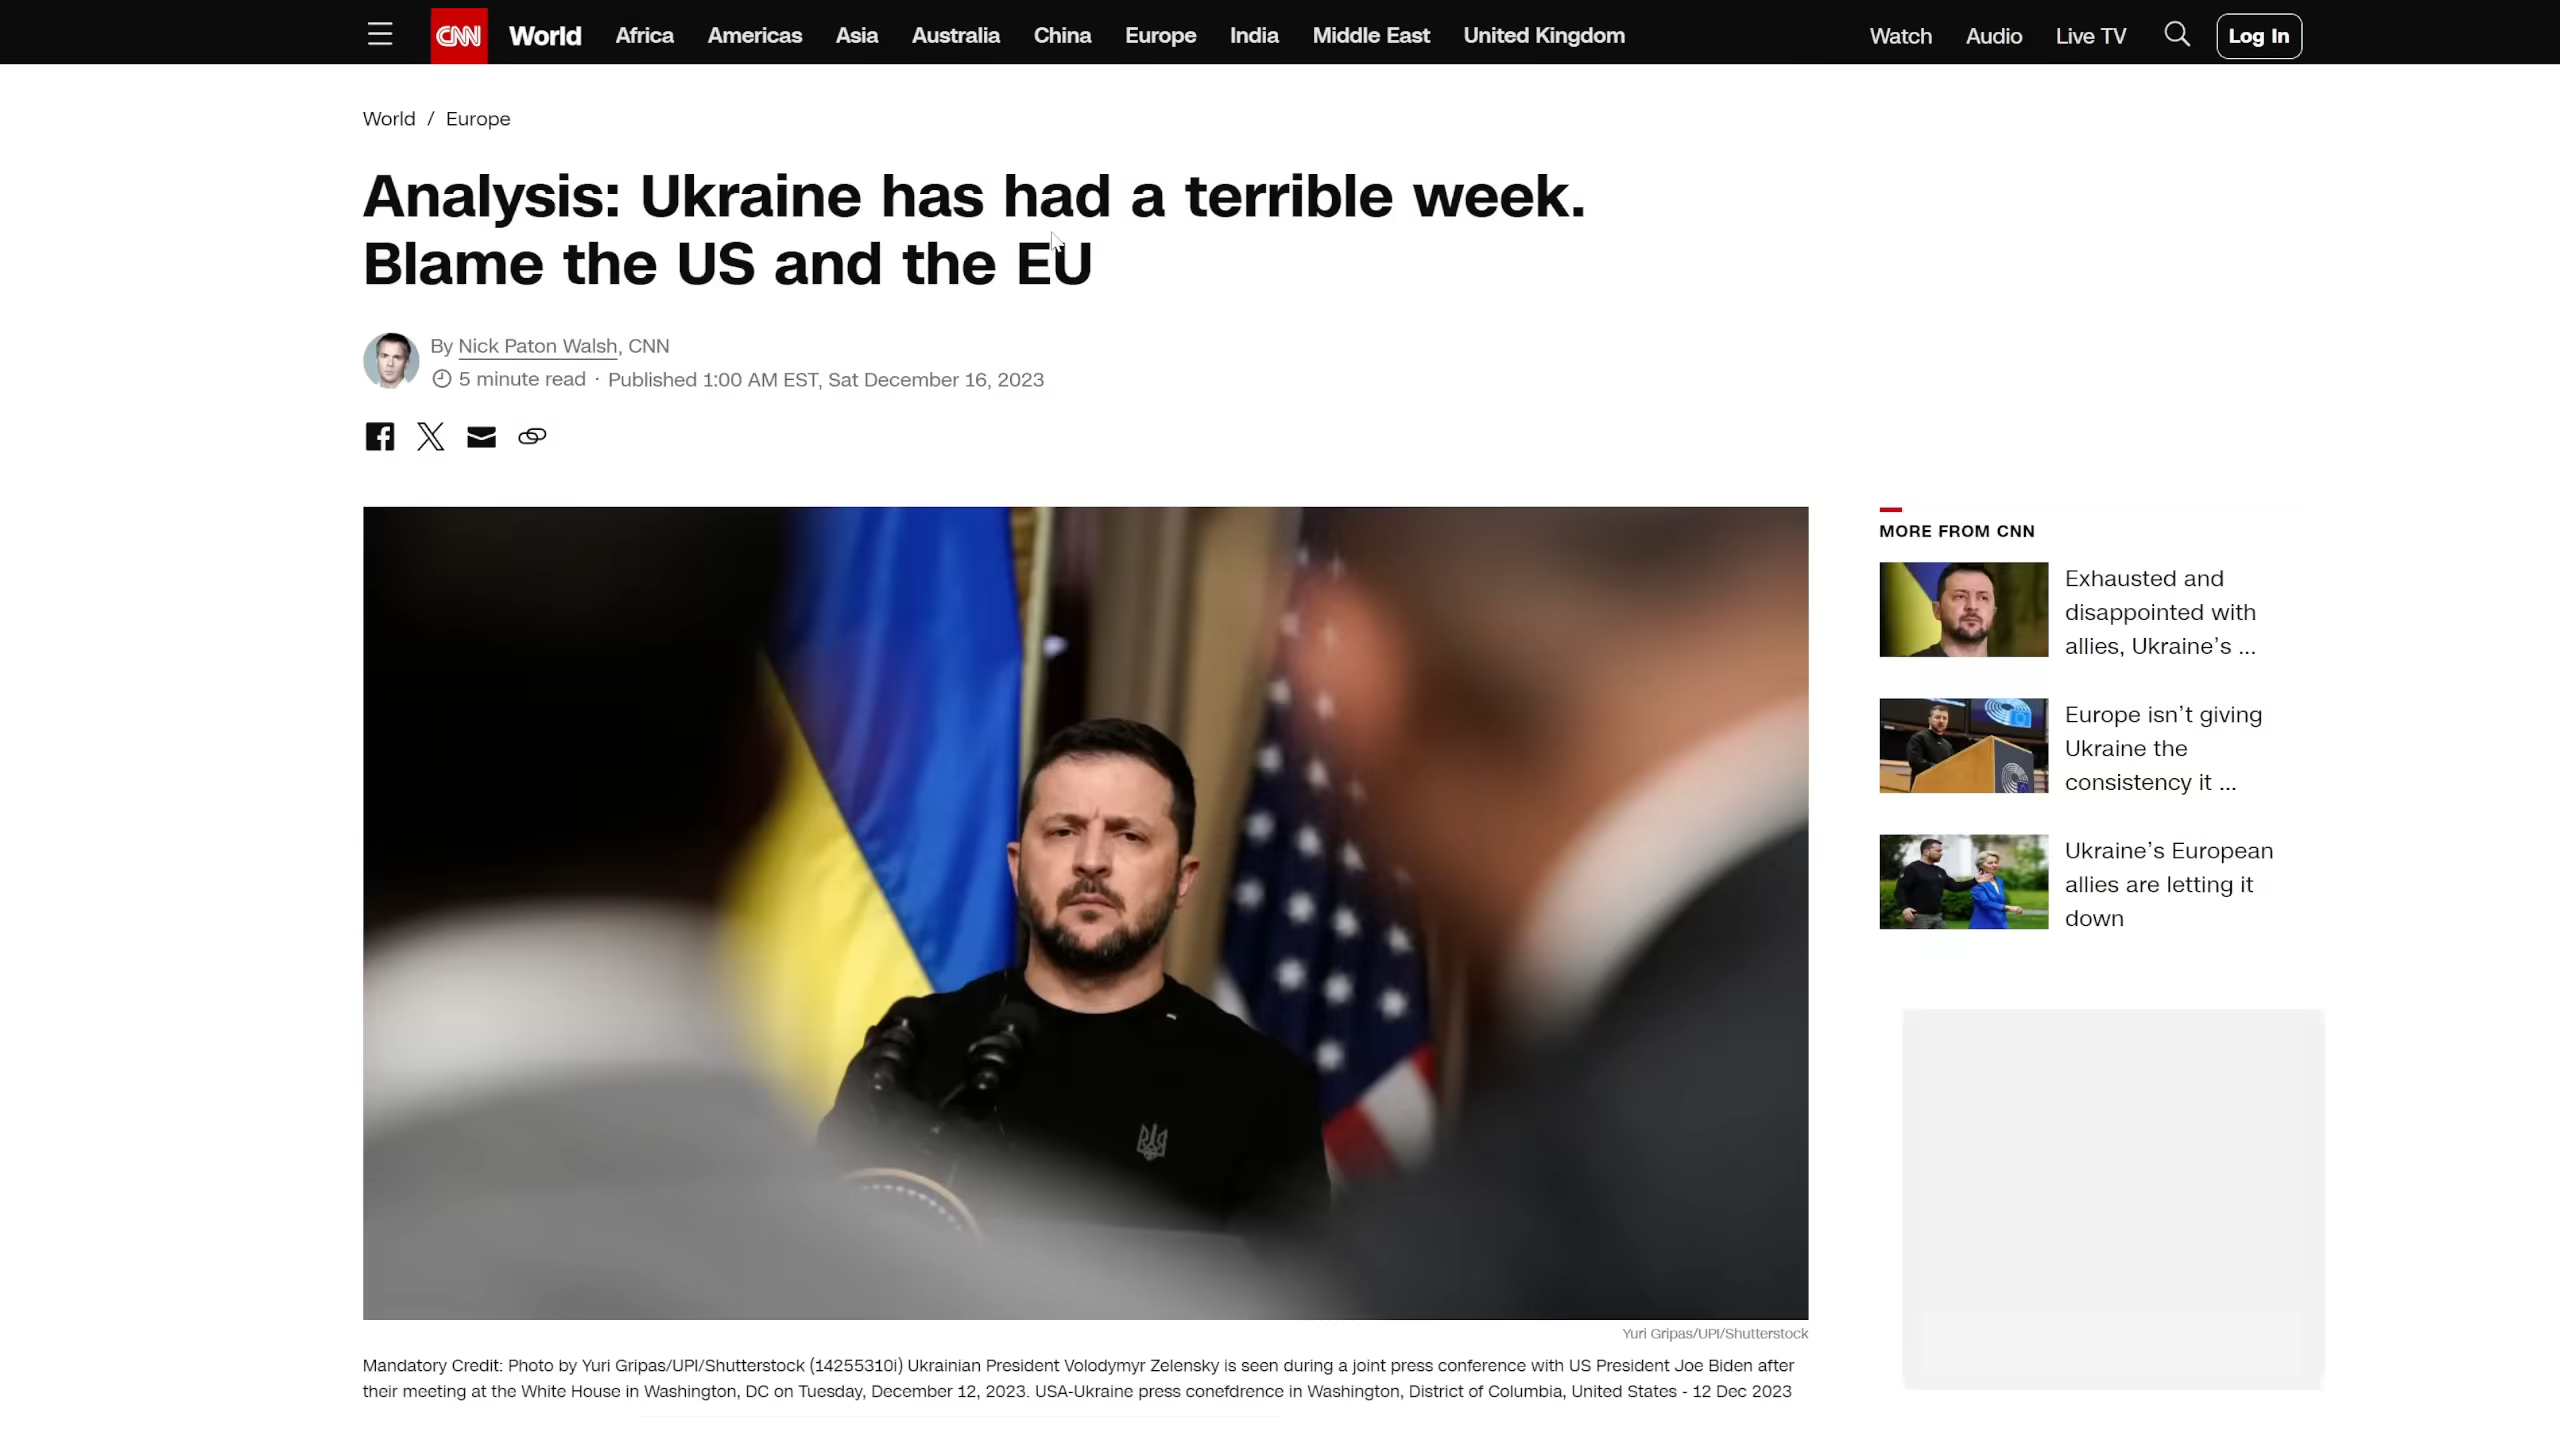 CNN World Africa Americas Asia Australia China Europe India Middle East United Kingdom Watch Audio Live TV Log In
World / Europe
Analysis: Ukraine has had a terrible week.
Blame the US and the EU
By Nick Paton Walsh, CNN
5 minute read · Published 1:00 AM EST, Sat December 16, 2023
MORE FROM CNN
Exhausted and
disappointed with
allies, Ukraine’s ...
Europe isn’t giving
Ukraine the
consistency it ...
Ukraine’s European
allies are letting it
down
Yuri Gripas/UPI/Shutterstock
Mandatory Credit: Photo by Yuri Gripas/UPI/Shutterstock (14255310i) Ukrainian President Volodymyr Zelensky is seen during a joint press conference with US President Joe Biden after
their meeting at the White House in Washington, DC on Tuesday, December 12, 2023. USA-Ukraine press conefdrence in Washington, District of Columbia, United States - 12 Dec 2023